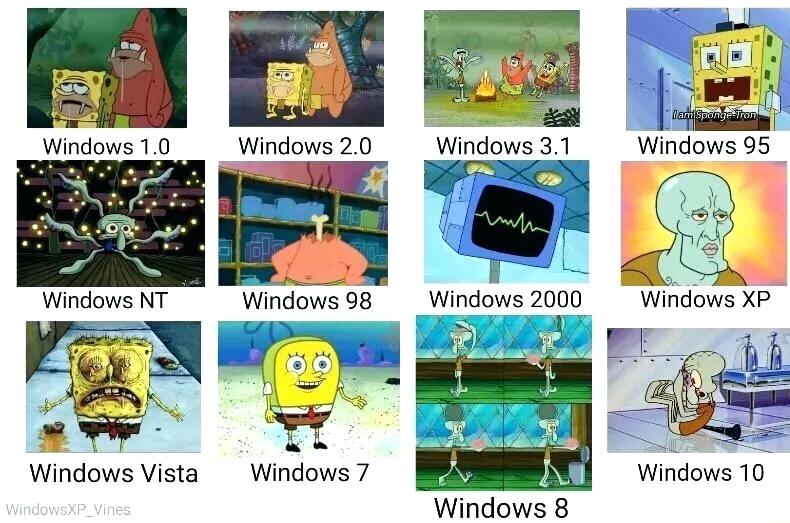 I am Sponge-Tron
Windows 1.0
Windows 2.0
Windows 3.1
Windows 95
Windows NT
Windows 98
Windows 2000
Windows XP
Windows Vista
Windows 7
Windows 8
Windows 10
WindowsXP_Vines